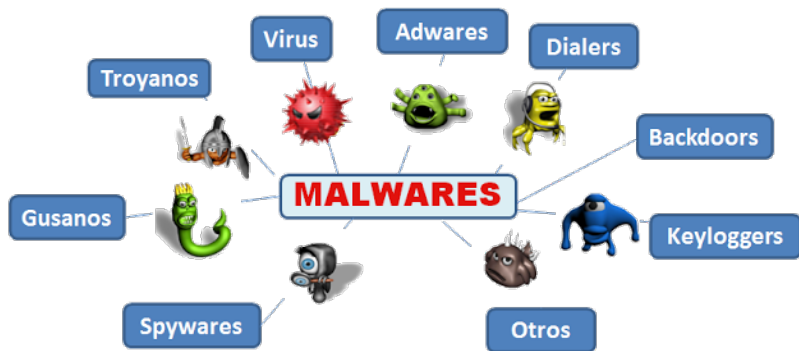 Virus
Adwares
Dialers
Troyanos
Backdoors
MALWARES
Gusanos
Keyloggers
Spywares
Otros